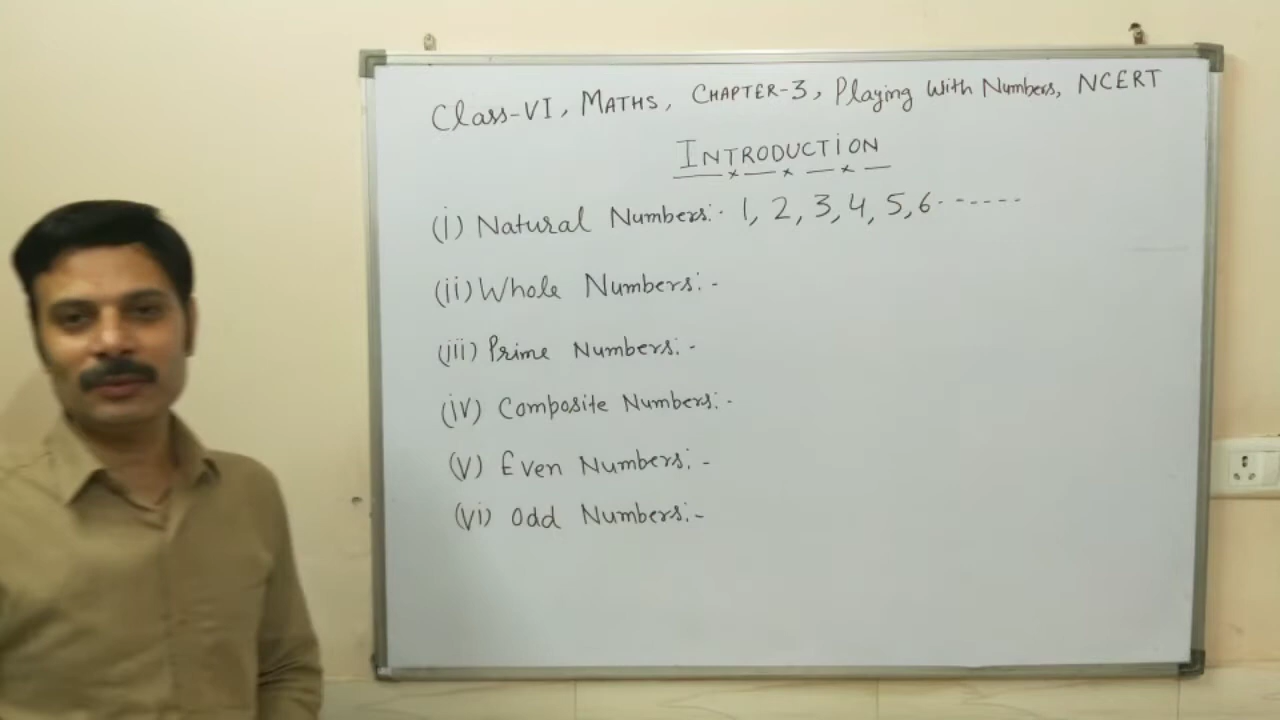 Class-VI, MATHS, CHAPTER-3, Playing With Numbers, NCERT
INTRODUCTION
(i) Natural Numbers:- 1, 2, 3, 4, 5, 6- - - - - -
(ii) Whole Numbers:-
(iii) Prime Numbers:-
(iv) Composite Numbers:-
(v) Even Numbers:-
(vi) Odd Numbers:-